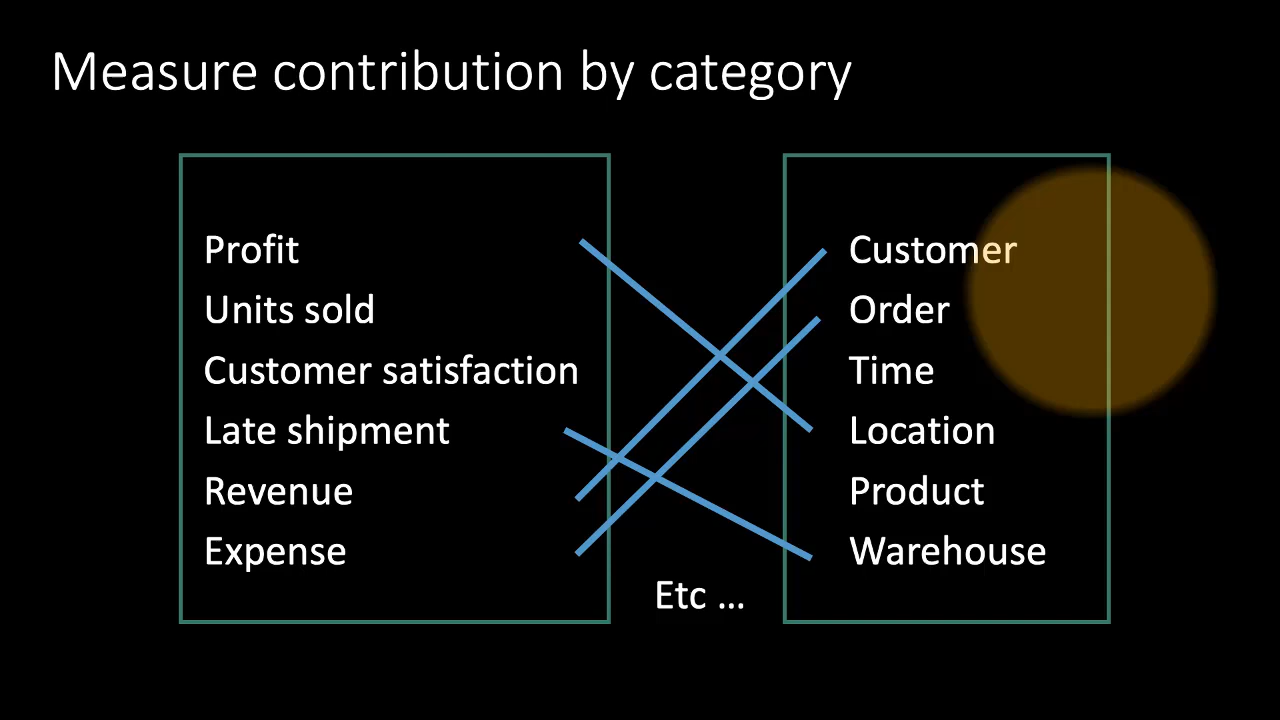 Measure contribution by category
Profit
Units sold
Customer satisfaction
Late shipment
Revenue
Expense
Customer
Order
Time
Location
Product
Warehouse
Etc ...